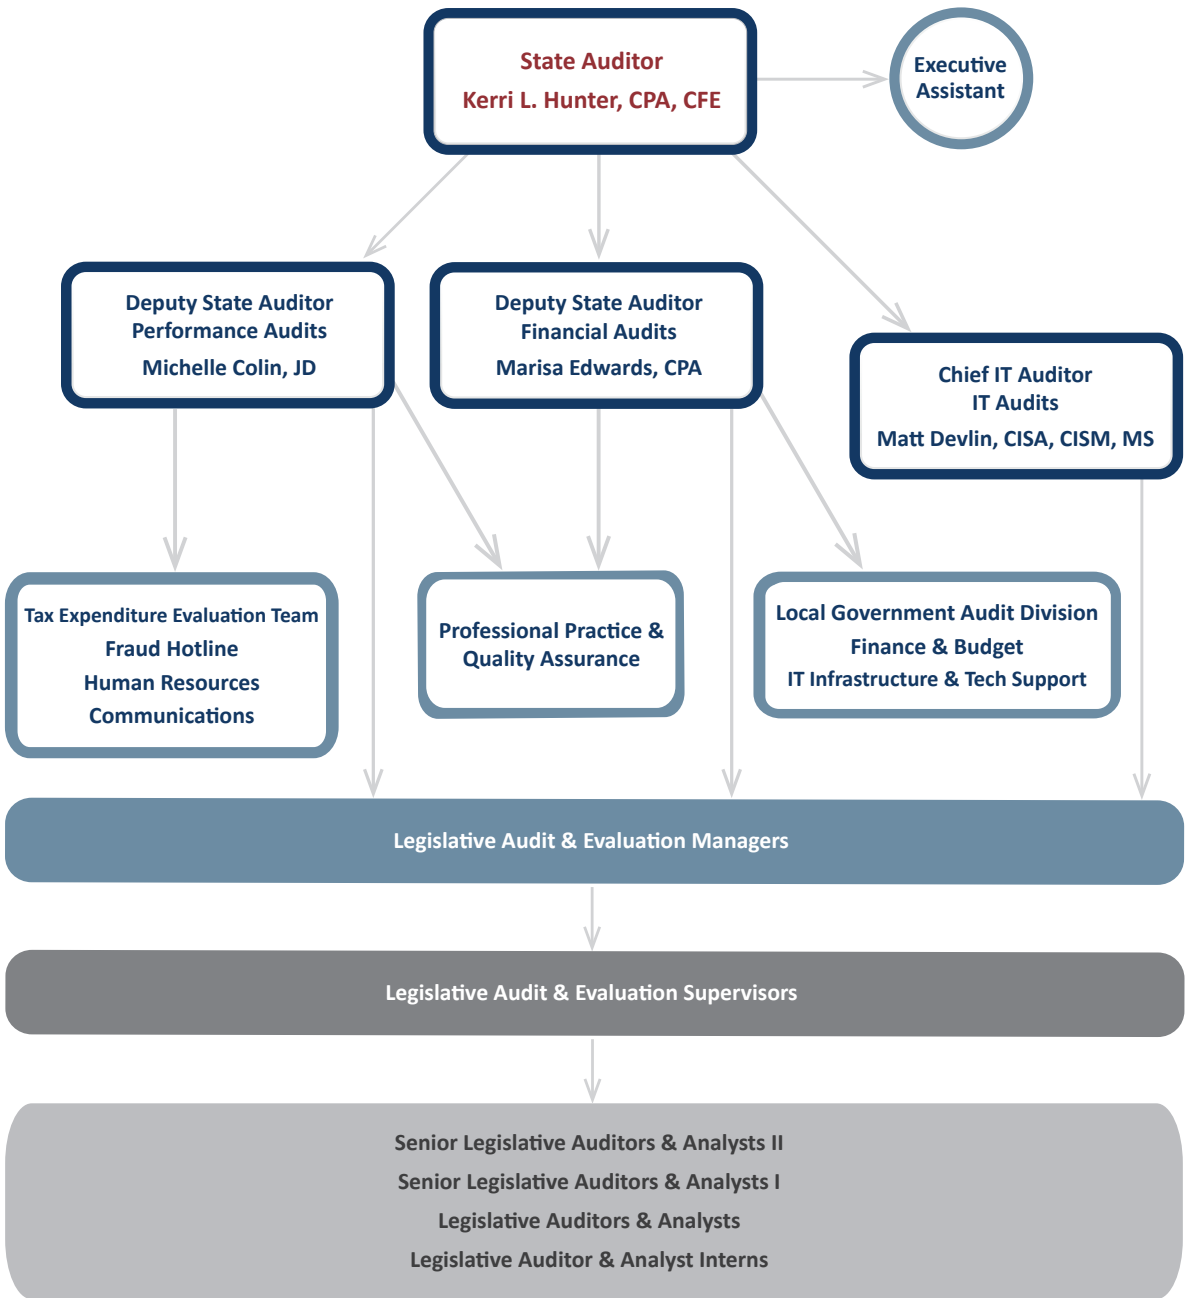 State Auditor
Kerri L. Hunter, CPA, CFE
Executive
Assistant
Deputy State Auditor
Performance Audits
Michelle Colin, JD
Deputy State Auditor
Financial Audits
Marisa Edwards, CPA
Chief IT Auditor
IT Audits
Matt Devlin, CISA, CISM, MS
Tax Expenditure Evaluation Team
Fraud Hotline
Human Resources
Communications
Professional Practice &
Quality Assurance
Local Government Audit Division
Finance & Budget
IT Infrastructure & Tech Support
Legislative Audit & Evaluation Managers
Legislative Audit & Evaluation Supervisors
Senior Legislative Auditors & Analysts II
Senior Legislative Auditors & Analysts I
Legislative Auditors & Analysts
Legislative Auditor & Analyst Interns